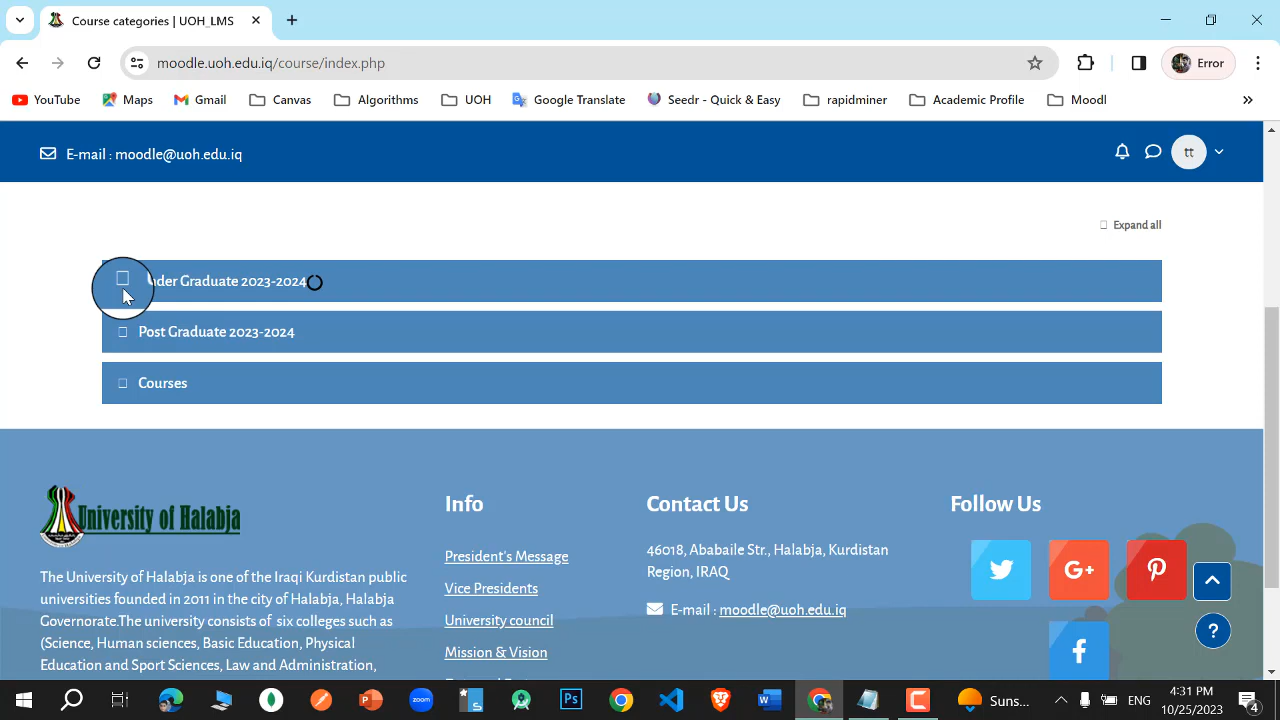 Course categories | UOH_LMS
moodle.uoh.edu.iq/course/index.php
Error
YouTube
Maps
Gmail
Canvas
Algorithms
UOH
Google Translate
Seedr - Quick & Easy
rapidminer
Academic Profile
Moodl
E-mail : moodle@uoh.edu.iq
tt
Expand all
der Graduate 2023-2024
Post Graduate 2023-2024
Courses
University of Halabja
The University of Halabja is one of the Iraqi Kurdistan public
universities founded in 2011 in the city of Halabja, Halabja
Governorate.The university consists of six colleges such as
(Science, Human sciences, Basic Education, Physical
Education and Sport Sciences, Law and Administration,
Info
President's Message
Vice Presidents
University council
Mission & Vision
Contact Us
46018, Ababaile Str., Halabja, Kurdistan
Region, IRAQ
E-mail : moodle@uoh.edu.iq
Follow Us
G+
?
zoom
Ps
Suns...
ENG
4:31 PM
10/25/2023
4